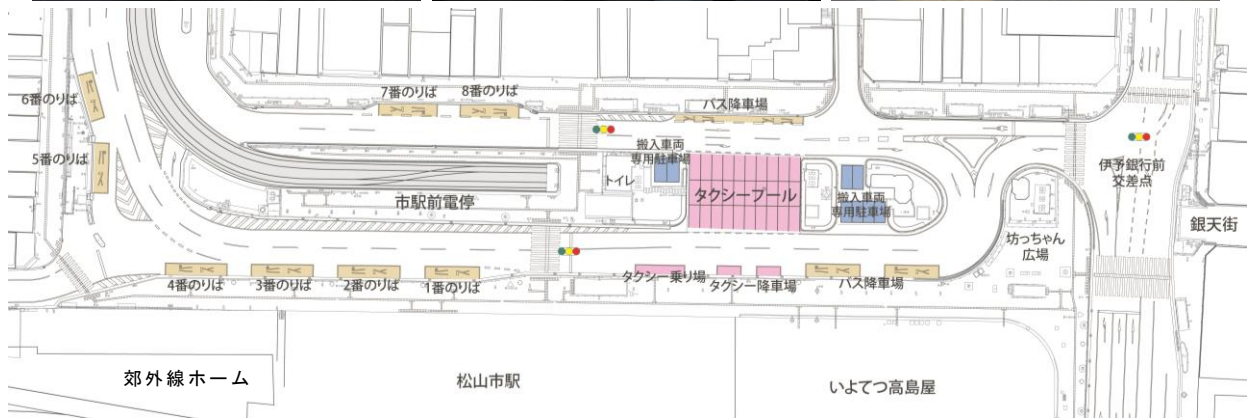 6番のりば
7番のりば
8番のりば
バス降車場
5番のりば
搬入車両
専用駐車場
トイレ
タクシープール
搬入車両
専用駐車場
伊予銀行前
交差点
市駅前電停
銀天街
坊っちゃん
広場
4番のりば
3番のりば
2番のりば
1番のりば
タクシー乗り場
タクシー降車場
バス降車場
郊外線ホーム
松山市駅
いよてつ高島屋